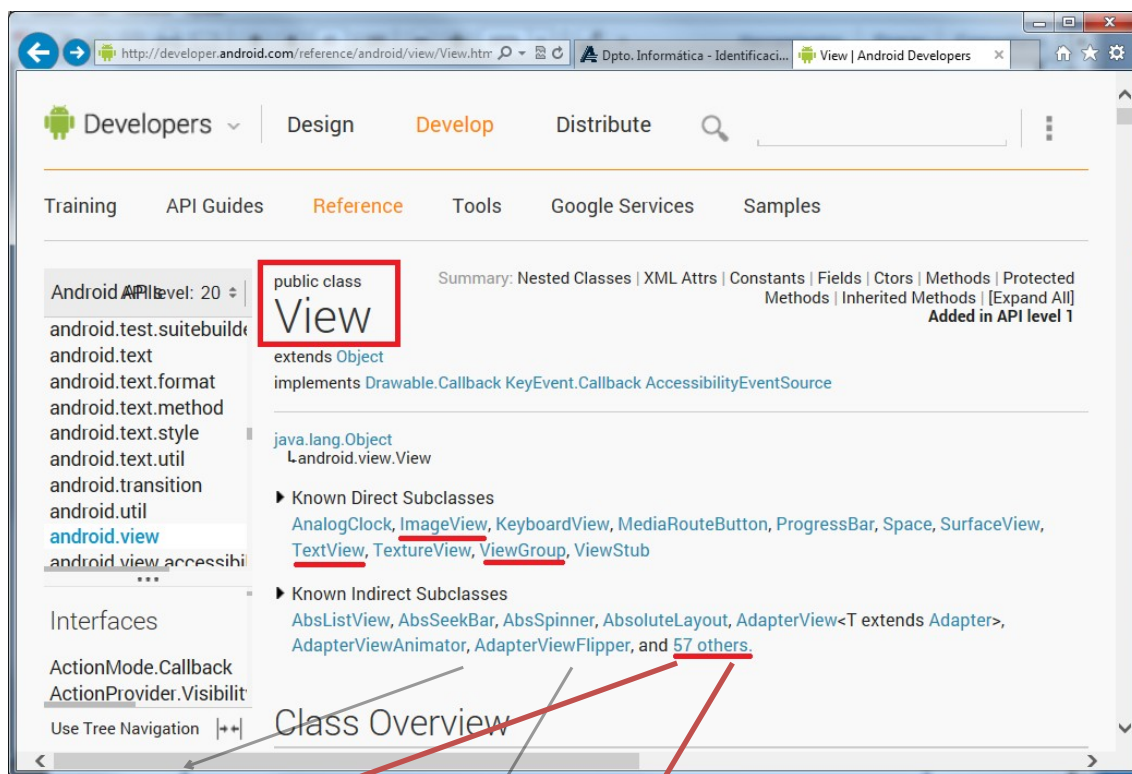 http://developer.android.com/reference/android/view/View.htm
Dpto. Informática - Identificaci...
View | Android Developers
Developers
Design
Develop
Distribute
Training
API Guides
Reference
Tools
Google Services
Samples
Android APIs
API level: 20
android.test.suitebuilde
android.text
android.text.format
android.text.method
android.text.style
android.text.util
android.transition
android.util
android.view
android.view.accessibi
Interfaces
ActionMode.Callback
ActionProvider.Visibilit
Use Tree Navigation
public class
View
Summary: Nested Classes | XML Attrs | Constants | Fields | Ctors | Methods | Protected
Methods | Inherited Methods | [Expand All]
Added in API level 1
extends Object
implements Drawable.Callback KeyEvent.Callback AccessibilityEventSource
java.lang.Object
↳android.view.View
Known Direct Subclasses
AnalogClock, ImageView, KeyboardView, MediaRouteButton, ProgressBar, Space, SurfaceView,
TextView, TextureView, ViewGroup, ViewStub
Known Indirect Subclasses
AbsListView, AbsSeekBar, AbsSpinner, AbsoluteLayout, AdapterView<T extends Adapter>,
AdapterViewAnimator, AdapterViewFlipper, and 57 others.
Class Overview